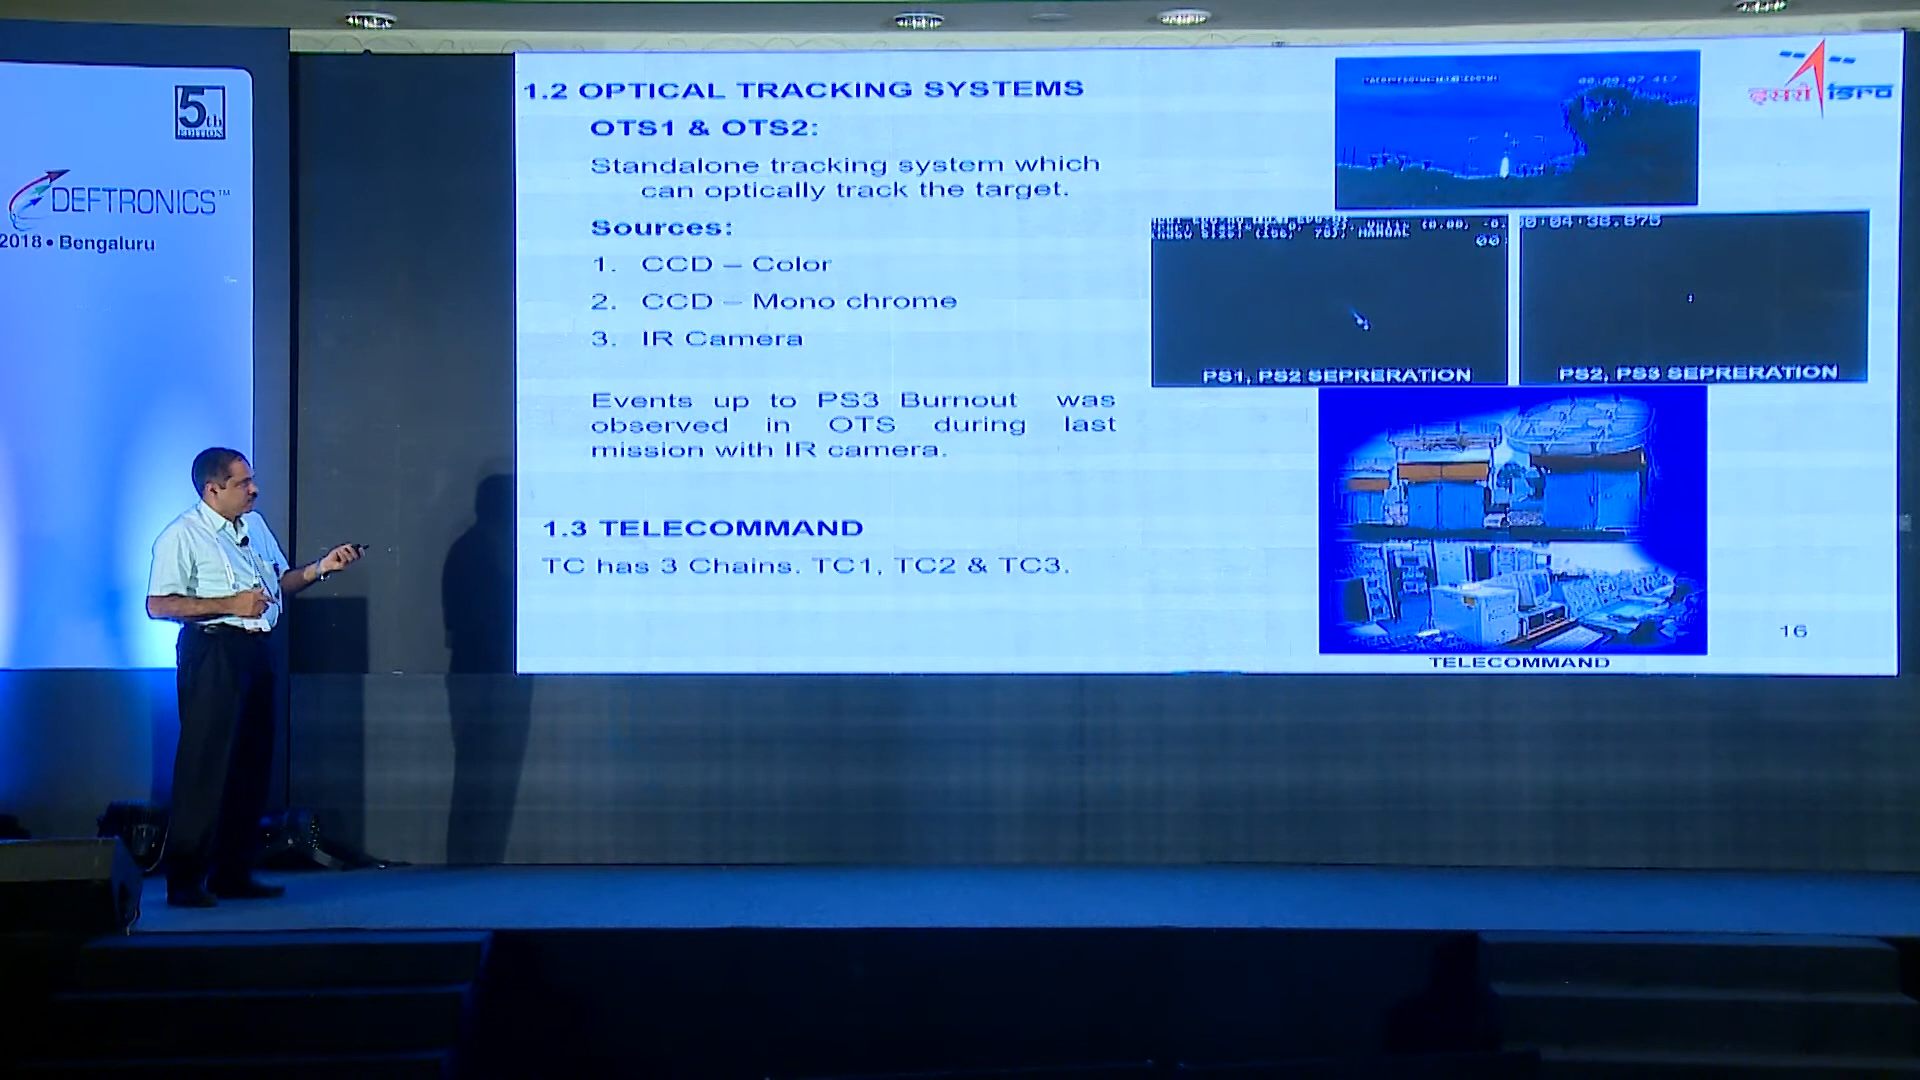 5th
EDITION
DEFTRONICS™
2018 • Bengaluru
1.2 OPTICAL TRACKING SYSTEMS
OTS1 & OTS2:
Standalone tracking system which
can optically track the target.
Sources:
1. CCD – Color
2. CCD – Mono chrome
3. IR Camera
Events up to PS3 Burnout was
observed in OTS during last
mission with IR camera.
1.3 TELECOMMAND
TC has 3 Chains. TC1, TC2 & TC3.
इसरो isro
MANUAL
00
PS1, PS2 SEPRERATION
PS2, PS3 SEPRERATION
TELECOMMAND
16